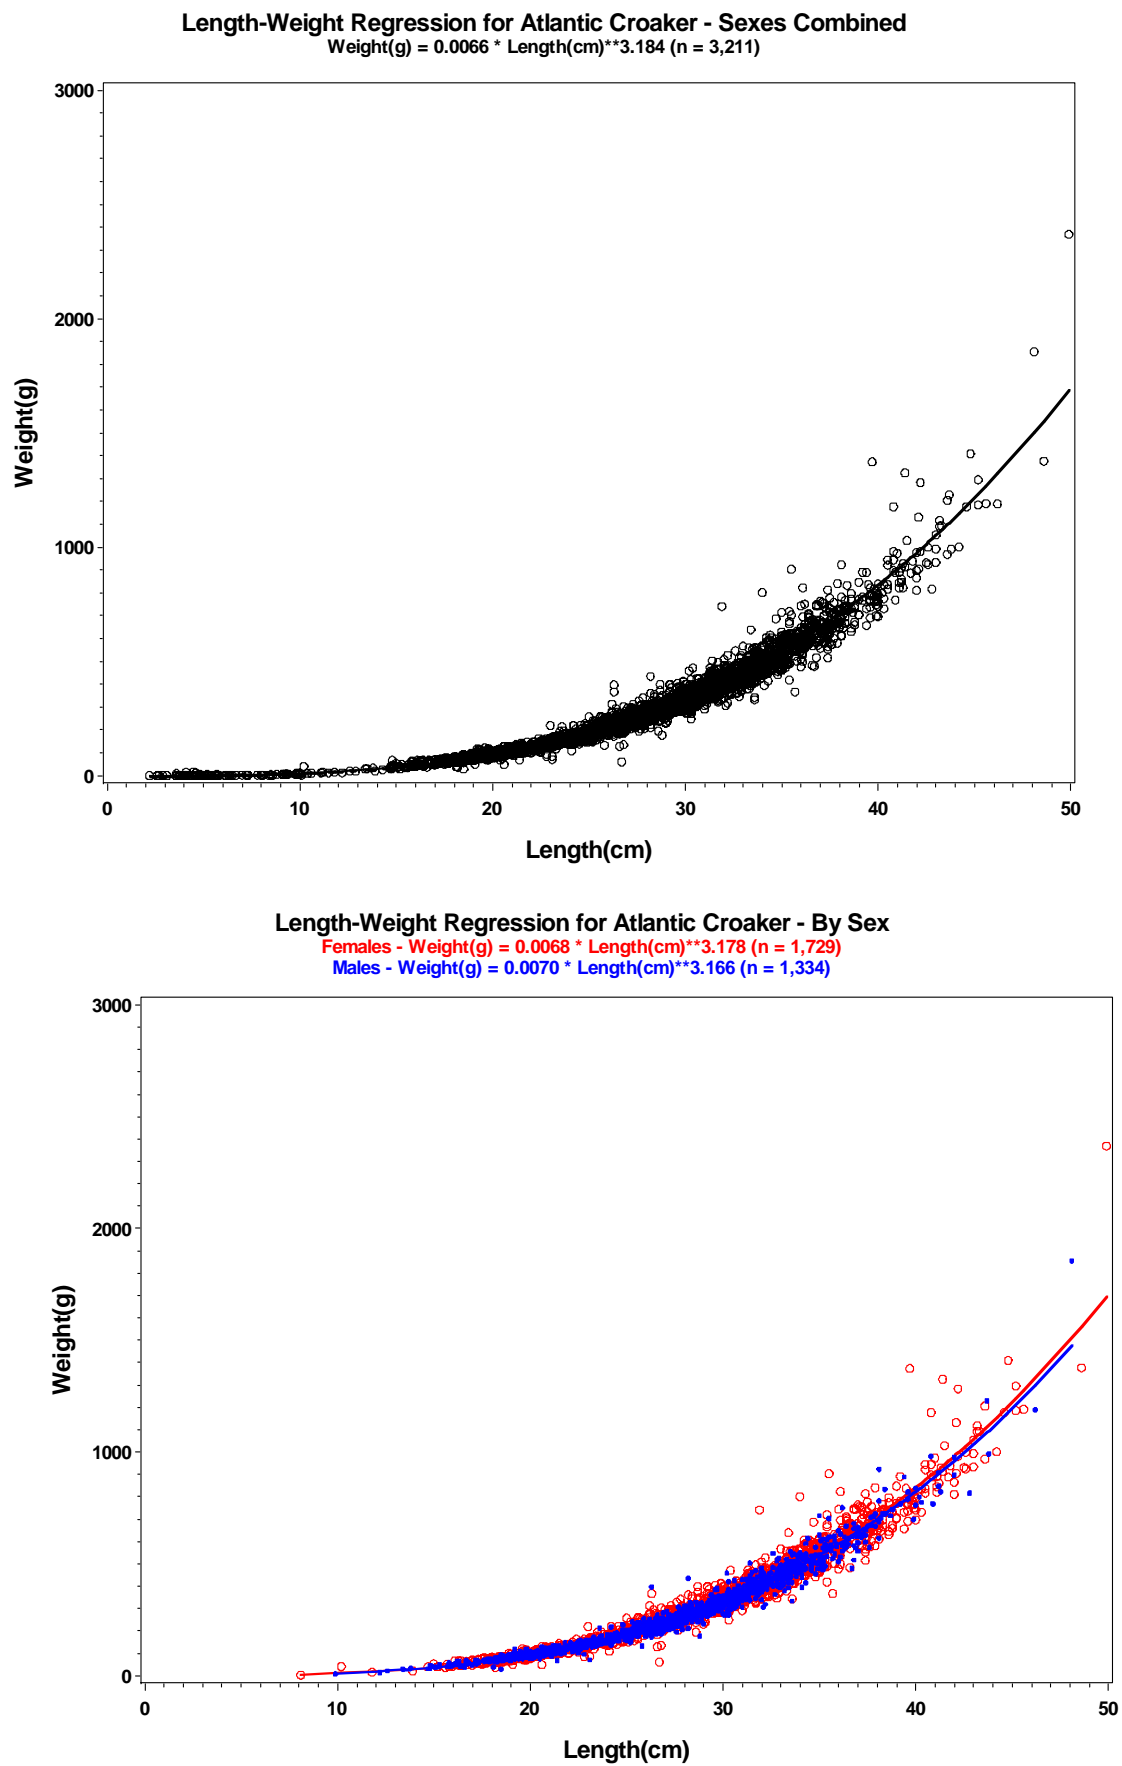 Length-Weight Regression for Atlantic Croaker - Sexes Combined
Weight(g) = 0.0066 * Length(cm)**3.184 (n = 3,211)
3000
2000
1000
0
Weight(g)
0 10 20 30 40 50
Length(cm)
Length-Weight Regression for Atlantic Croaker - By Sex
Females - Weight(g) = 0.0068 * Length(cm)**3.178 (n = 1,729)
Males - Weight(g) = 0.0070 * Length(cm)**3.166 (n = 1,334)
3000
2000
1000
0
Weight(g)
0 10 20 30 40 50
Length(cm)